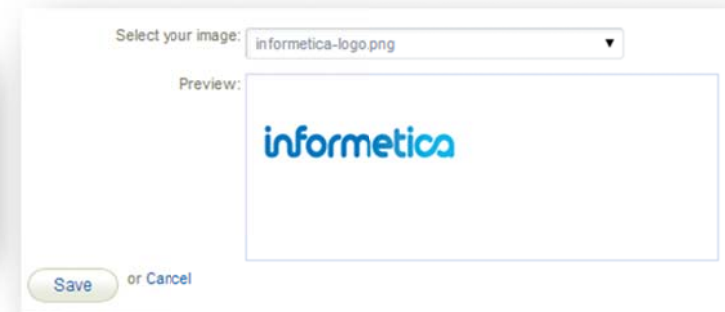 Select your image: informetica-logo.png
Preview:
informetica
Save or Cancel